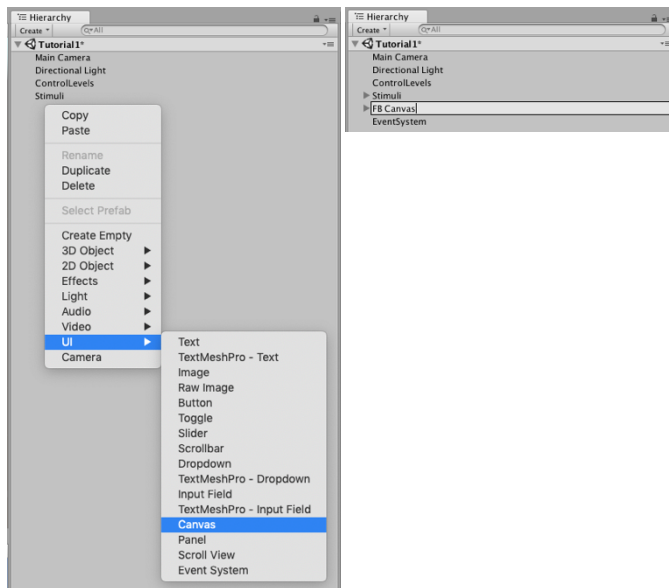 Hierarchy
Create
All
Tutorial1*
Main Camera
Directional Light
ControlLevels
Stimuli
Copy
Paste
Rename
Duplicate
Delete
Select Prefab
Create Empty
3D Object
2D Object
Effects
Light
Audio
Video
UI
Camera
Text
TextMeshPro - Text
Image
Raw Image
Button
Toggle
Slider
Scrollbar
Dropdown
TextMeshPro - Dropdown
Input Field
TextMeshPro - Input Field
Canvas
Panel
Scroll View
Event System
Hierarchy
Create
All
Tutorial1*
Main Camera
Directional Light
ControlLevels
Stimuli
FB Canvas
EventSystem